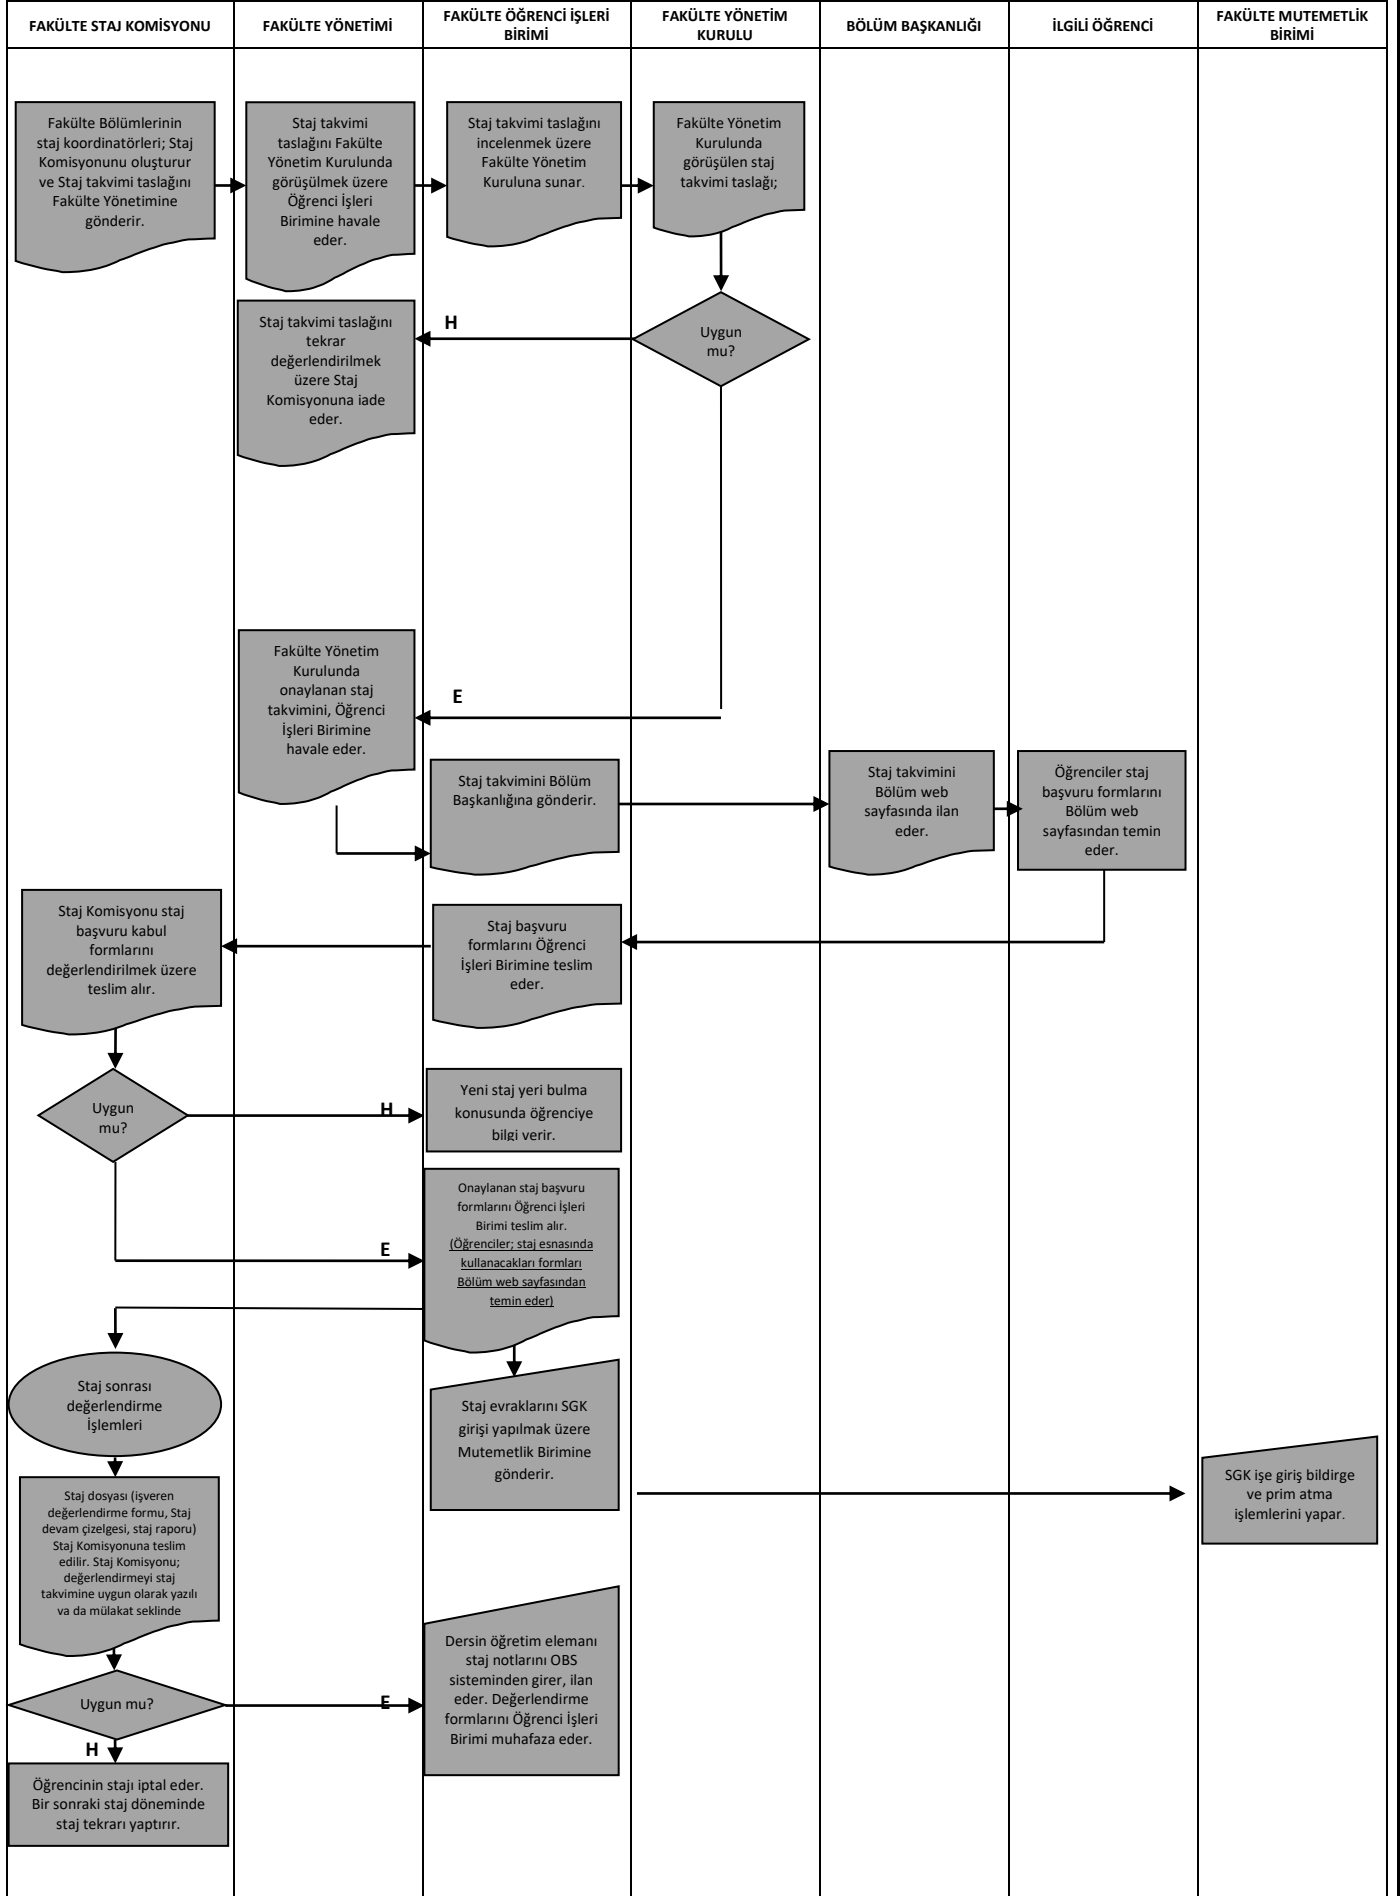 FAKÜLTE STAJ KOMİSYONU
FAKÜLTE YÖNETİMİ
FAKÜLTE ÖĞRENCİ İŞLERİ
BİRİMİ
FAKÜLTE YÖNETİM
KURULU
BÖLÜM BAŞKANLIĞI
İLGİLİ ÖĞRENCİ
FAKÜLTE MUTEMETLİK
BİRİMİ
Fakülte Bölümlerinin
staj koordinatörleri; Staj
Komisyonunu oluşturur
ve Staj takvimi taslağını
Fakülte Yönetimine
gönderir.
Staj takvimi
taslağını Fakülte
Yönetim Kurulunda
görüşülmek üzere
Öğrenci İşleri
Birimine havale
eder.
Staj takvimi taslağını
incelenmek üzere
Fakülte Yönetim
Kuruluna sunar.
Fakülte Yönetim
Kurulunda
görüşülen staj
takvimi taslağı;
Uygun
mu?
H
Staj takvimi taslağını
tekrar
değerlendirilmek
üzere Staj
Komisyonuna iade
eder.
E
Fakülte Yönetim
Kurulunda
onaylanan staj
takvimini, Öğrenci
İşleri Birimine
havale eder.
Staj takvimini Bölüm
Başkanlığına gönderir.
Staj takvimini
Bölüm web
sayfasında ilan
eder.
Öğrenciler staj
başvuru formlarını
Bölüm web
sayfasından temin
eder.
Staj Komisyonu staj
başvuru kabul
formlarını
değerlendirilmek üzere
teslim alır.
Staj başvuru
formlarını Öğrenci
İşleri Birimine teslim
eder.
Uygun
mu?
H
Yeni staj yeri bulma
konusunda öğrenciye
bilgi verir.
E
Onaylanan staj başvuru
formlarını Öğrenci İşleri
Birimi teslim alır.
(Öğrenciler; staj esnasında
kullanacakları formları
Bölüm web sayfasından
temin eder)
Staj sonrası
değerlendirme
İşlemleri
Staj evraklarını SGK
girişi yapılmak üzere
Mutemetlik Birimine
gönderir.
SGK işe giriş bildirge
ve prim atma
işlemlerini yapar.
Staj dosyası (işveren
değerlendirme formu, Staj
devam çizelgesi, staj raporu)
Staj Komisyonuna teslim
edilir. Staj Komisyonu;
değerlendirmeyi staj
takvimine uygun olarak yazılı
va da mülakat seklinde
Uygun mu?
E
Dersin öğretim elemanı
staj notlarını OBS
sisteminden girer, ilan
eder. Değerlendirme
formlarını Öğrenci İşleri
Birimi muhafaza eder.
H
Öğrencinin stajı iptal eder.
Bir sonraki staj döneminde
staj tekrarı yaptırır.